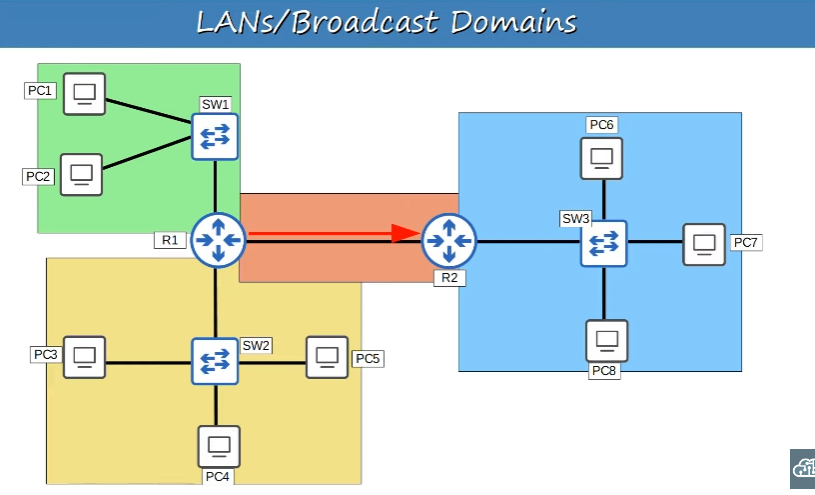 LANs/Broadcast Domains
PC1
SW1
PC2
PC6
SW3
R1
PC7
R2
SW2
PC3
PC5
PC8
PC4